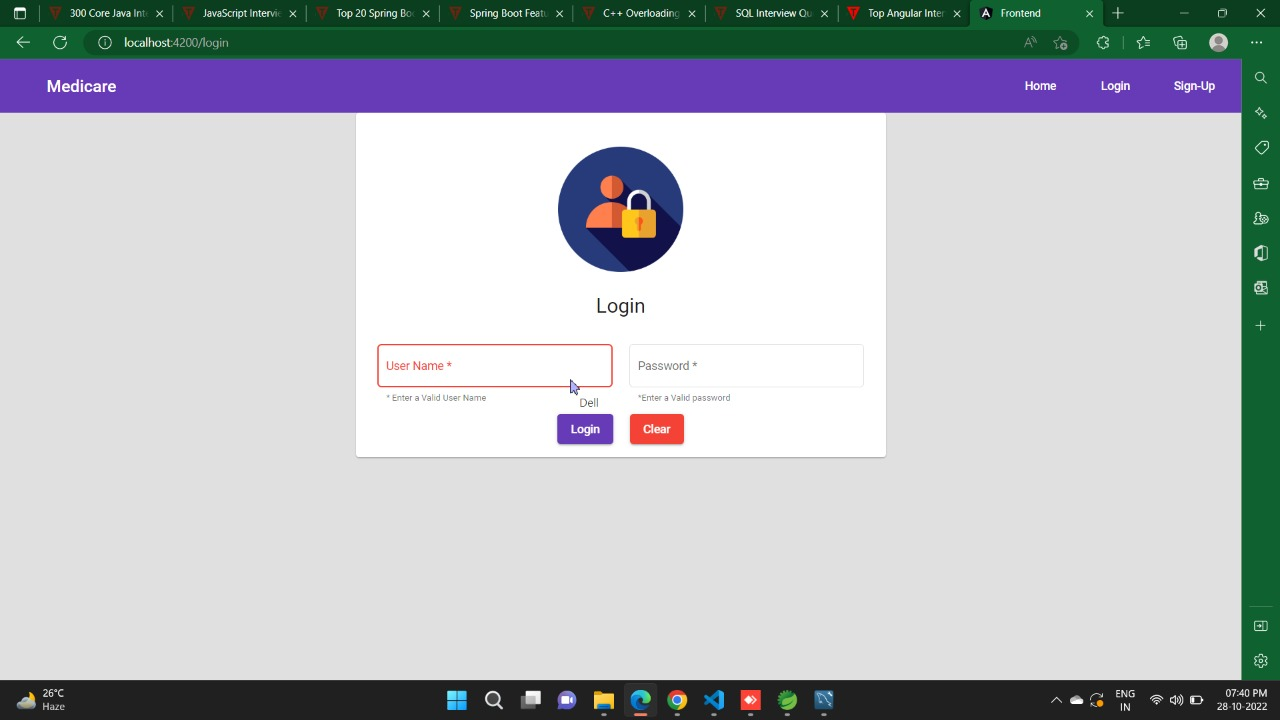 300 Core Java Int
JavaScript Intervie
Top 20 Spring Bo
Spring Boot Featu
C++ Overloading
SQL Interview Qu
Top Angular Inter
Frontend
localhost:4200/login
Medicare
Home
Login
Sign-Up
Login
User Name *
Password *
* Enter a Valid User Name
*Enter a Valid password
Dell
Login
Clear
26°C
Haze
ENG
IN
07:40 PM
28-10-2022